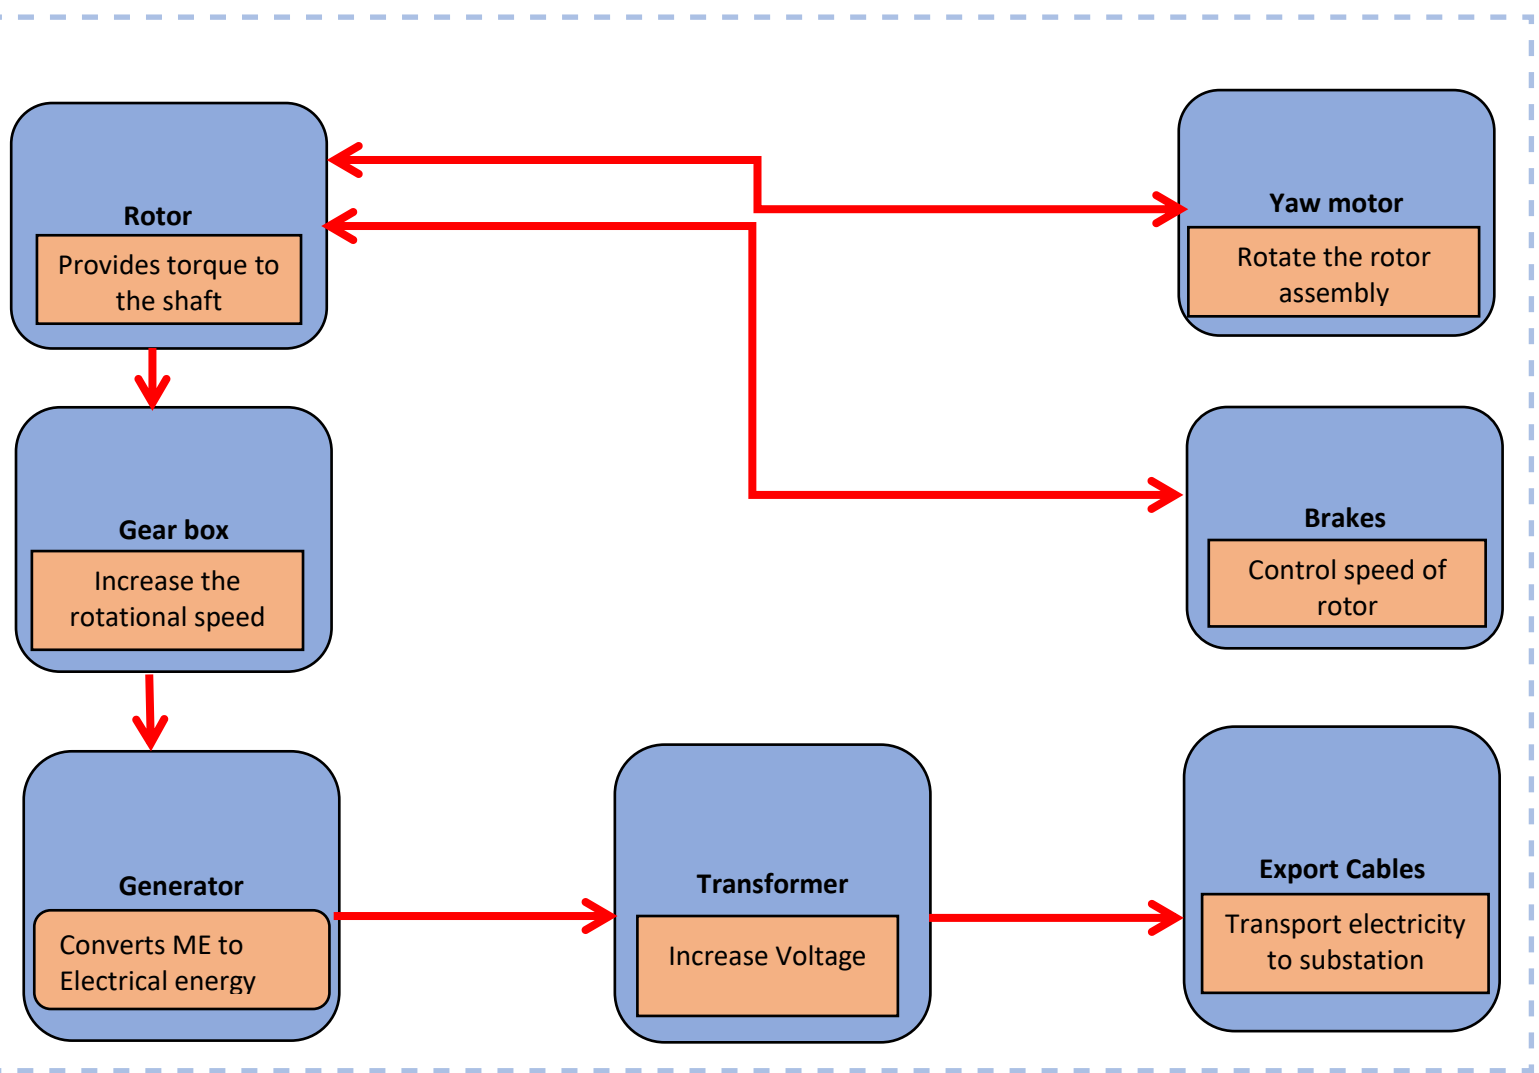 Rotor
Provides torque to
the shaft
Yaw motor
Rotate the rotor
assembly
Gear box
Increase the
rotational speed
Brakes
Control speed of
rotor
Generator
Converts ME to
Electrical energy
Transformer
Increase Voltage
Export Cables
Transport electricity
to substation